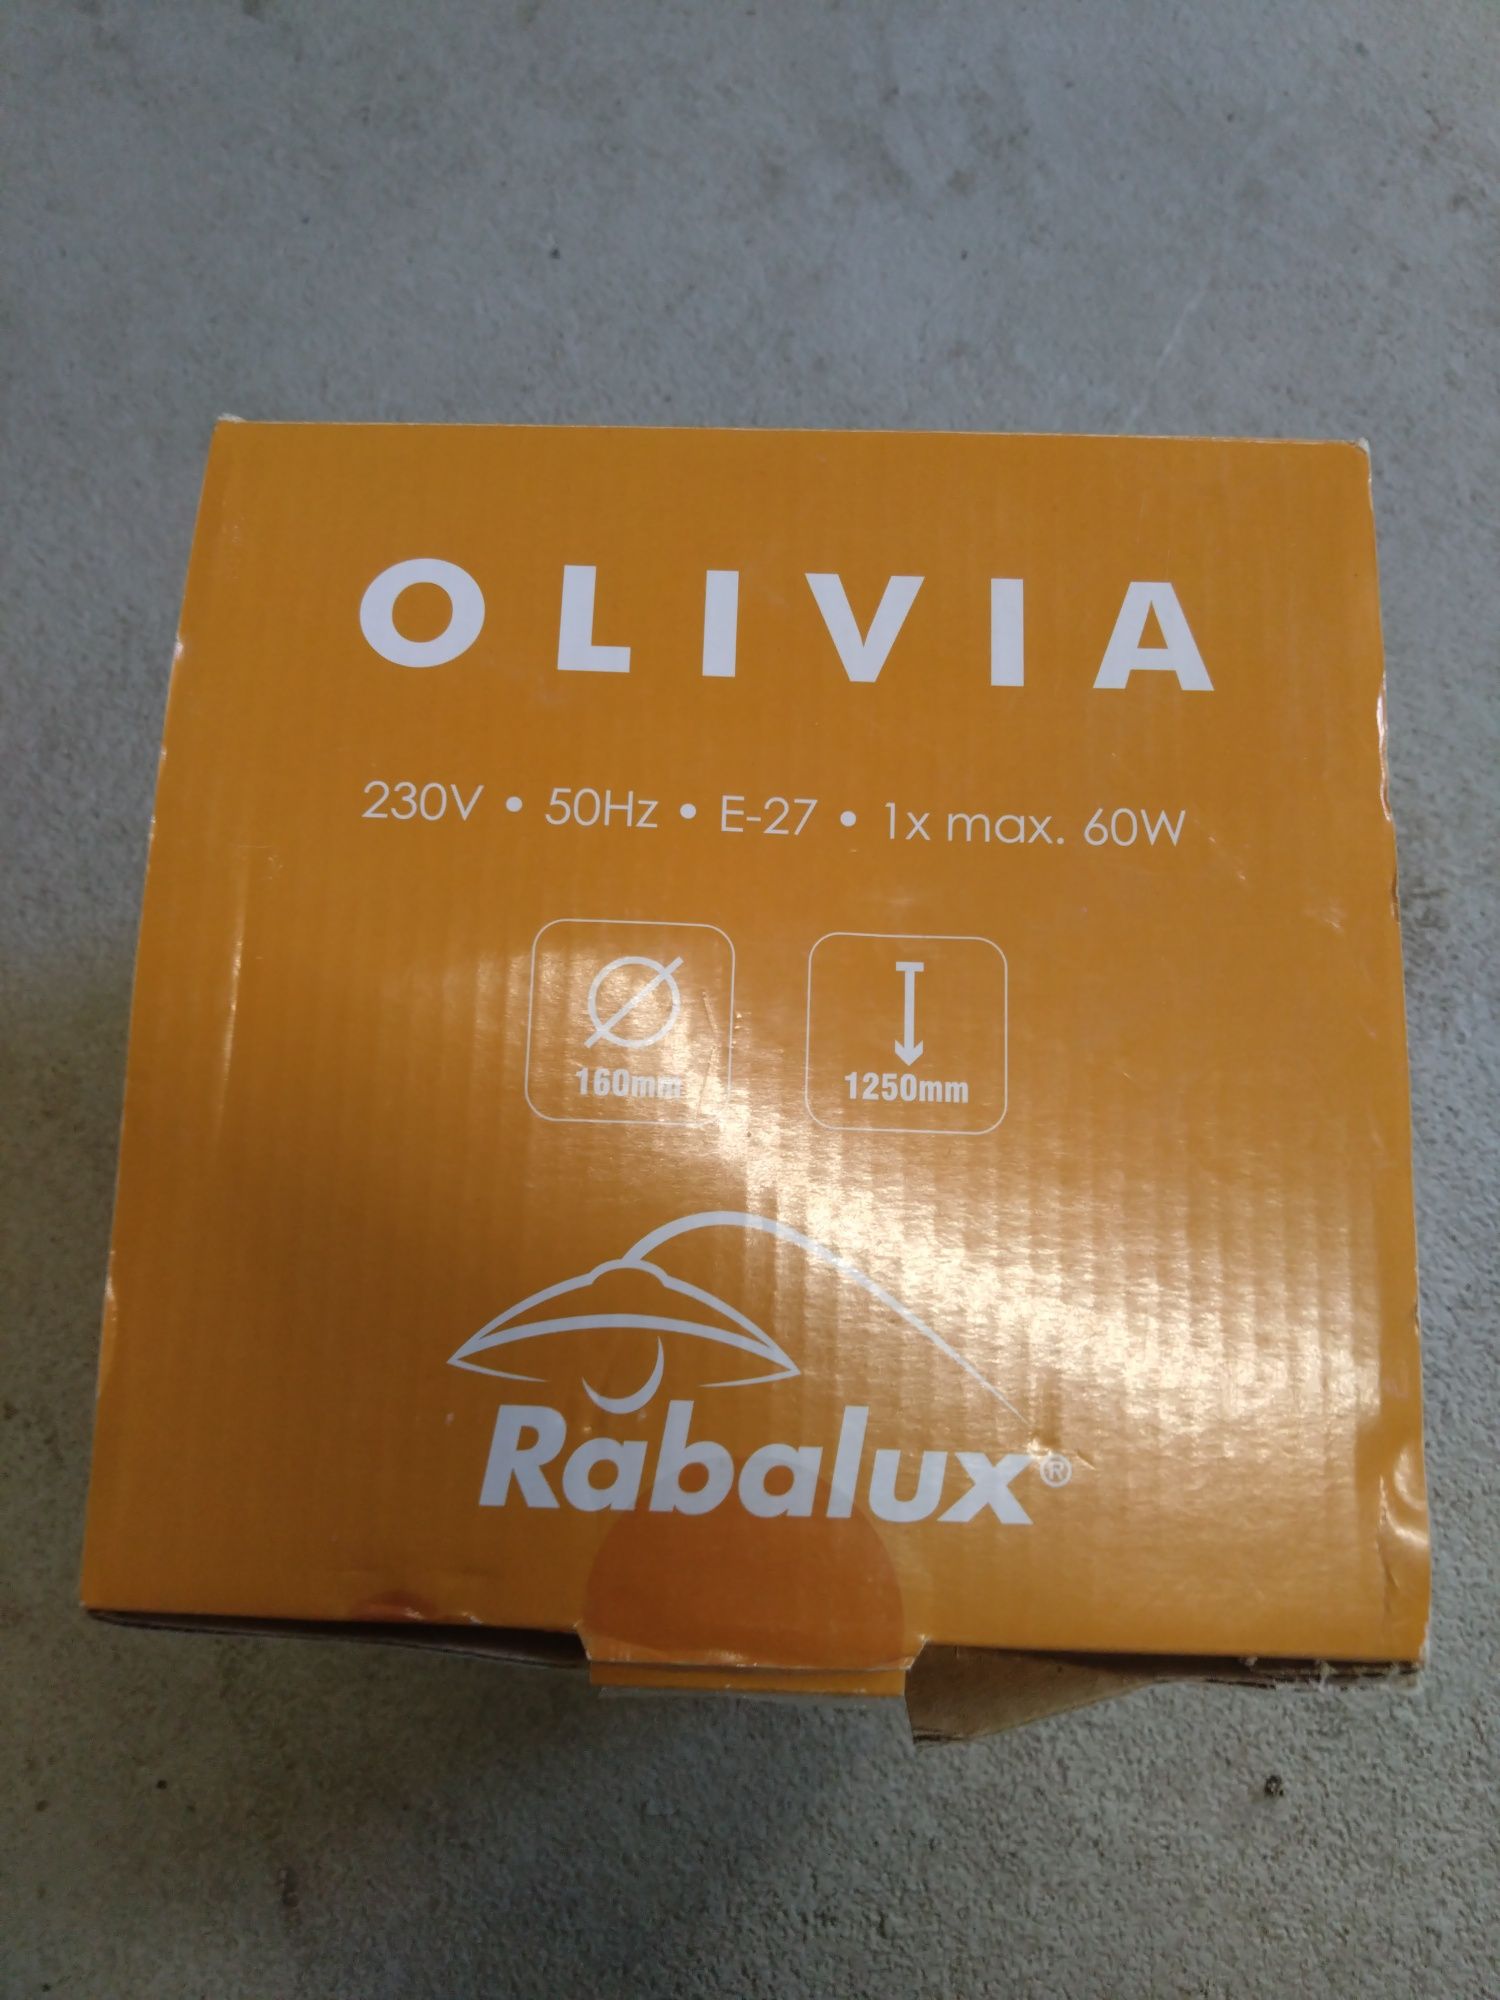 OLIVIA
230V • 50Hz • E-27 • 1x max. 60W
160mm
1250mm
Rabalux®